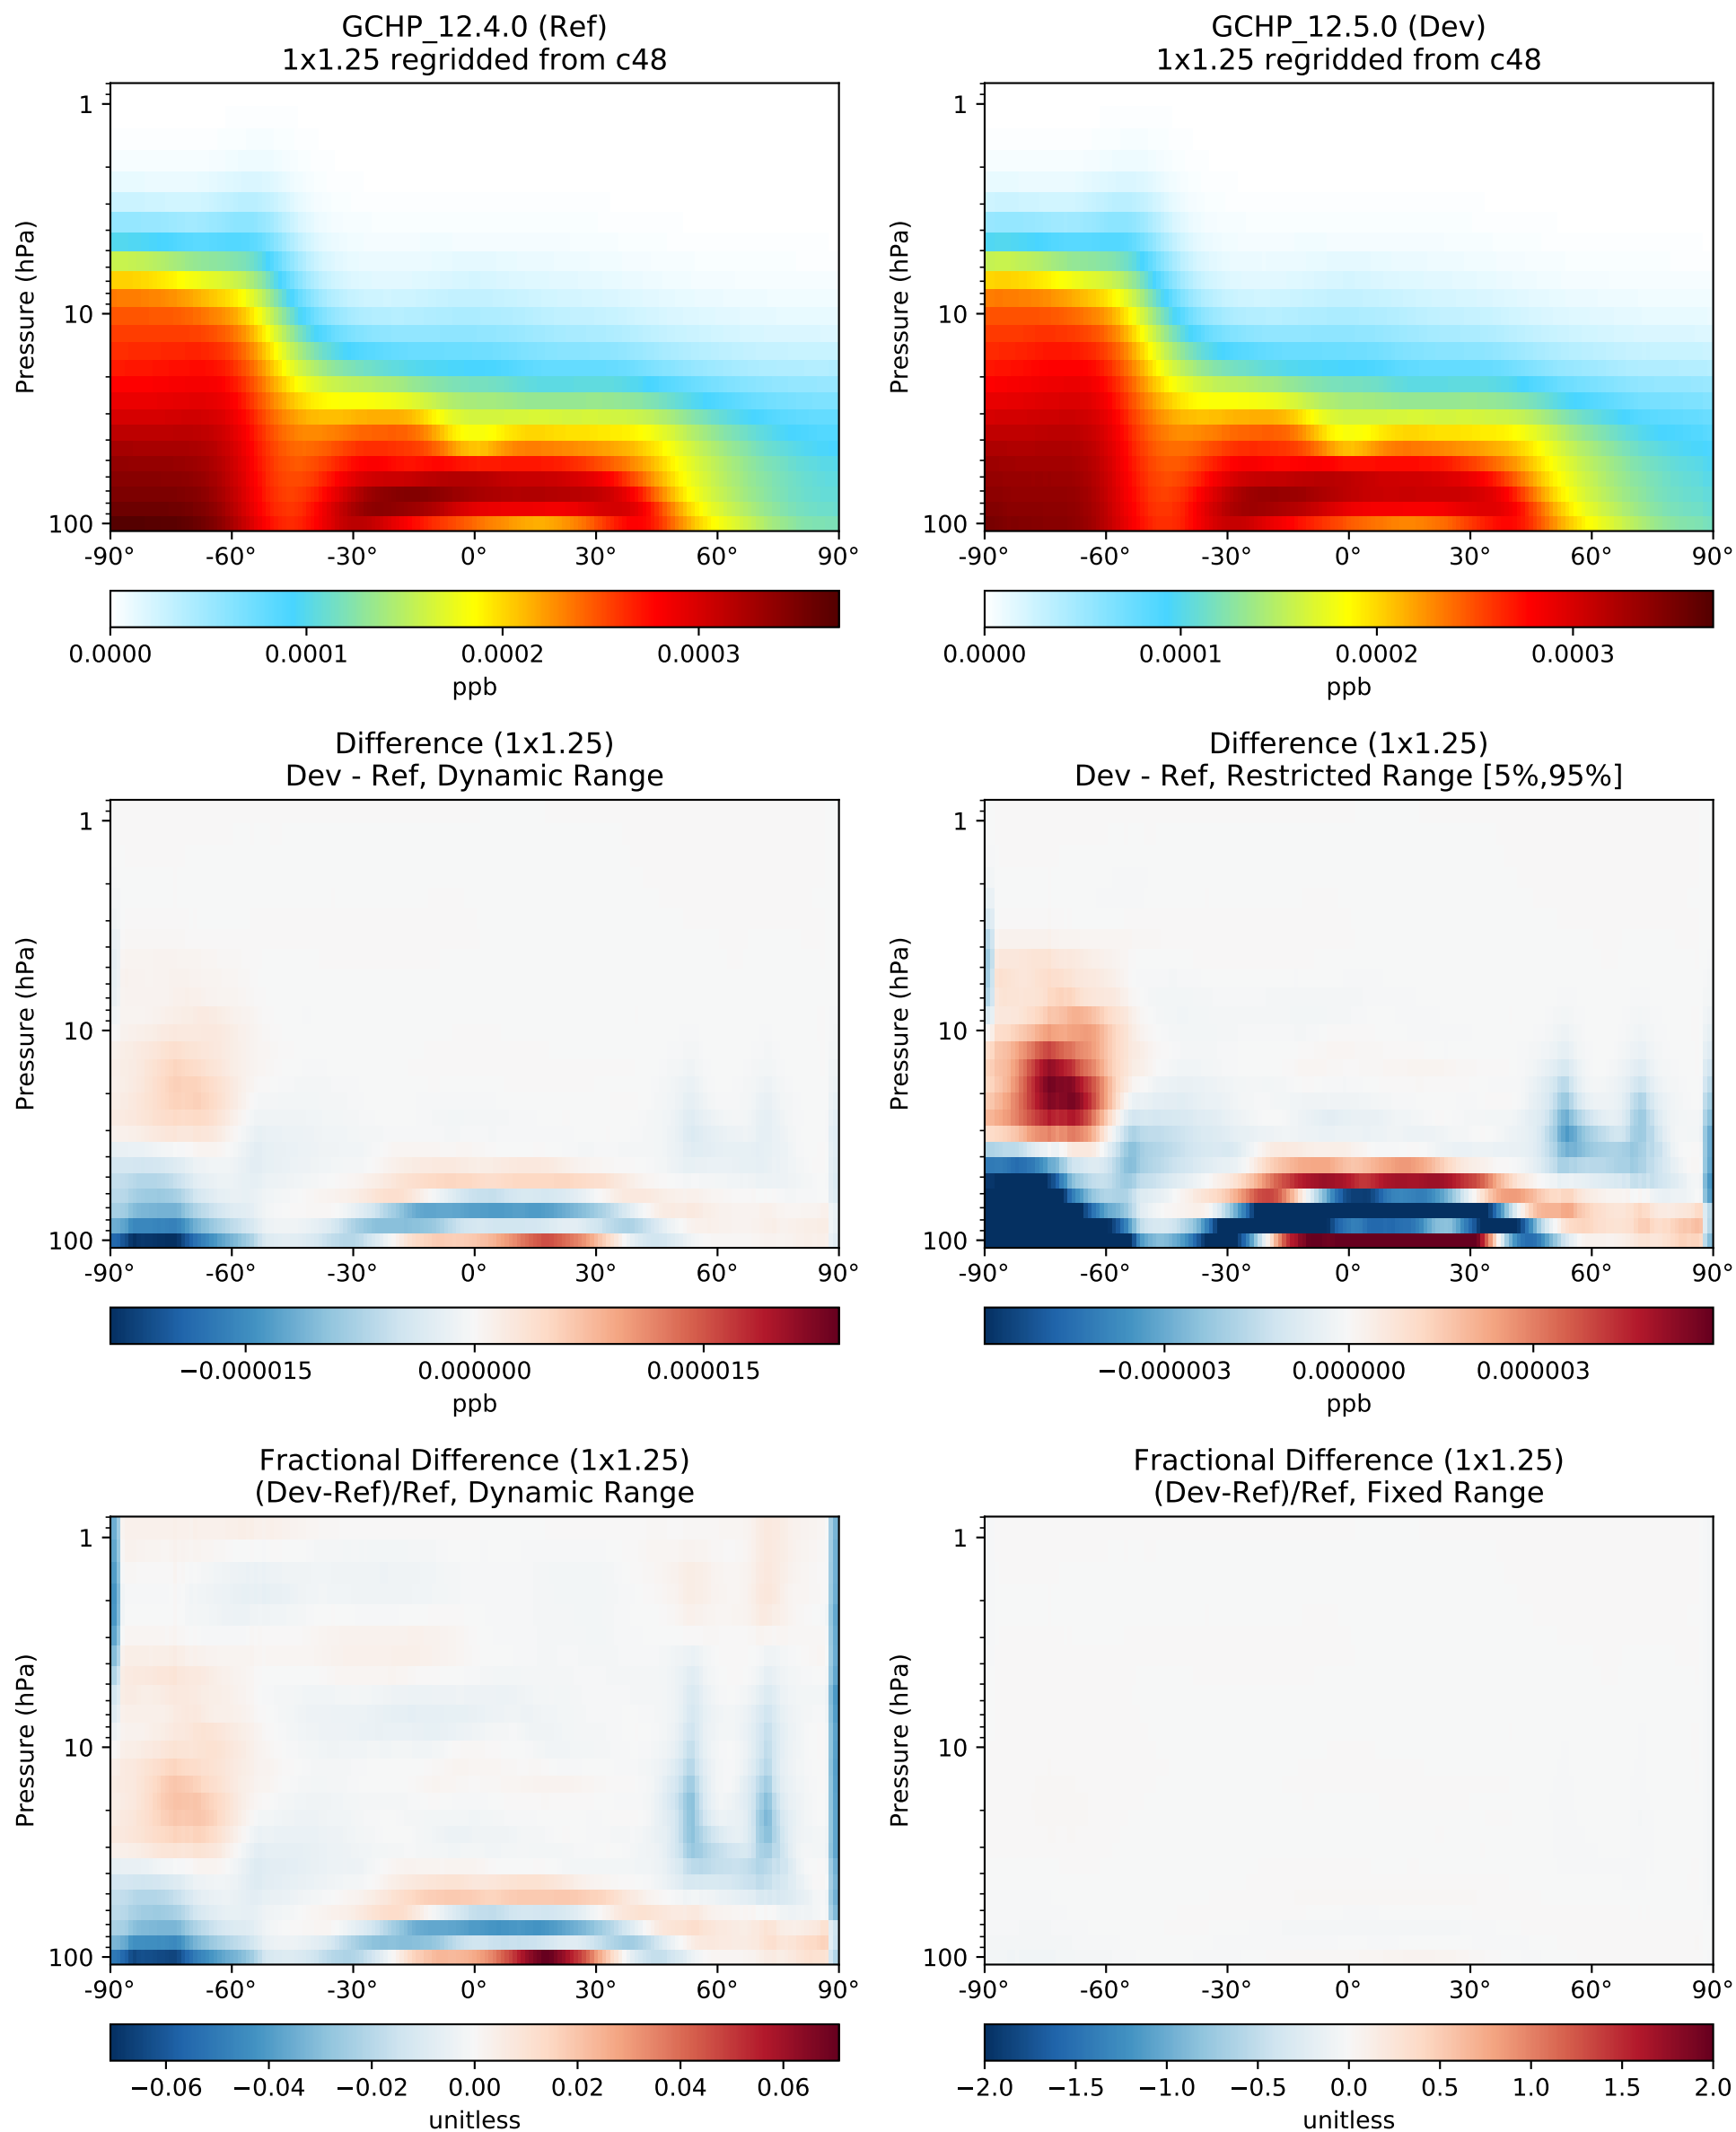 GCHP_12.4.0 (Ref)
1x1.25 regridded from c48
Pressure (hPa)
1
10
100
-90° -60° -30° 0° 30° 60° 90°
0.0000 0.0001 0.0002 0.0003
ppb
GCHP_12.5.0 (Dev)
1x1.25 regridded from c48
Pressure (hPa)
1
10
100
-90° -60° -30° 0° 30° 60° 90°
0.0000 0.0001 0.0002 0.0003
ppb
Difference (1x1.25)
Dev - Ref, Dynamic Range
Pressure (hPa)
1
10
100
-90° -60° -30° 0° 30° 60° 90°
−0.000015 0.000000 0.000015
ppb
Difference (1x1.25)
Dev - Ref, Restricted Range [5%,95%]
Pressure (hPa)
1
10
100
-90° -60° -30° 0° 30° 60° 90°
−0.000003 0.000000 0.000003
ppb
Fractional Difference (1x1.25)
(Dev-Ref)/Ref, Dynamic Range
Pressure (hPa)
1
10
100
-90° -60° -30° 0° 30° 60° 90°
−0.06 −0.04 −0.02 0.00 0.02 0.04 0.06
unitless
Fractional Difference (1x1.25)
(Dev-Ref)/Ref, Fixed Range
Pressure (hPa)
1
10
100
-90° -60° -30° 0° 30° 60° 90°
−2.0 −1.5 −1.0 −0.5 0.0 0.5 1.0 1.5 2.0
unitless